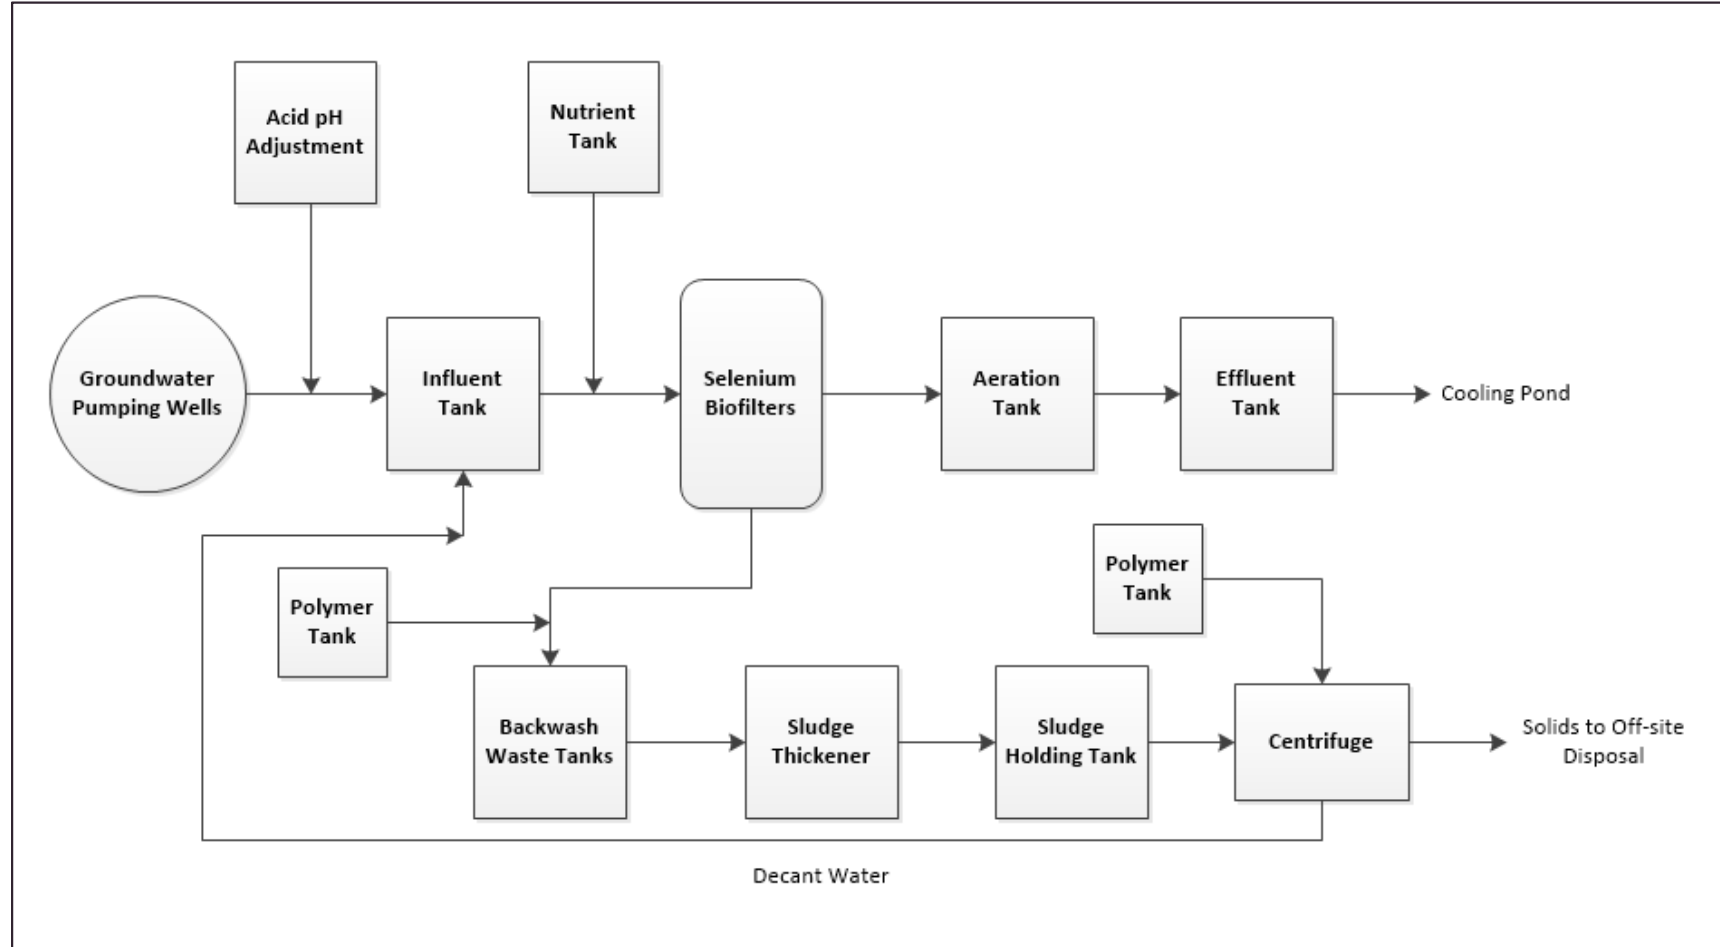 Acid pH
Adjustment
Nutrient
Tank
Groundwater
Pumping Wells
Influent
Tank
Selenium
Biofilters
Aeration
Tank
Effluent
Tank
Cooling Pond
Polymer
Tank
Polymer
Tank
Backwash
Waste Tanks
Sludge
Thickener
Sludge
Holding Tank
Centrifuge
Solids to Off-site
Disposal
Decant Water